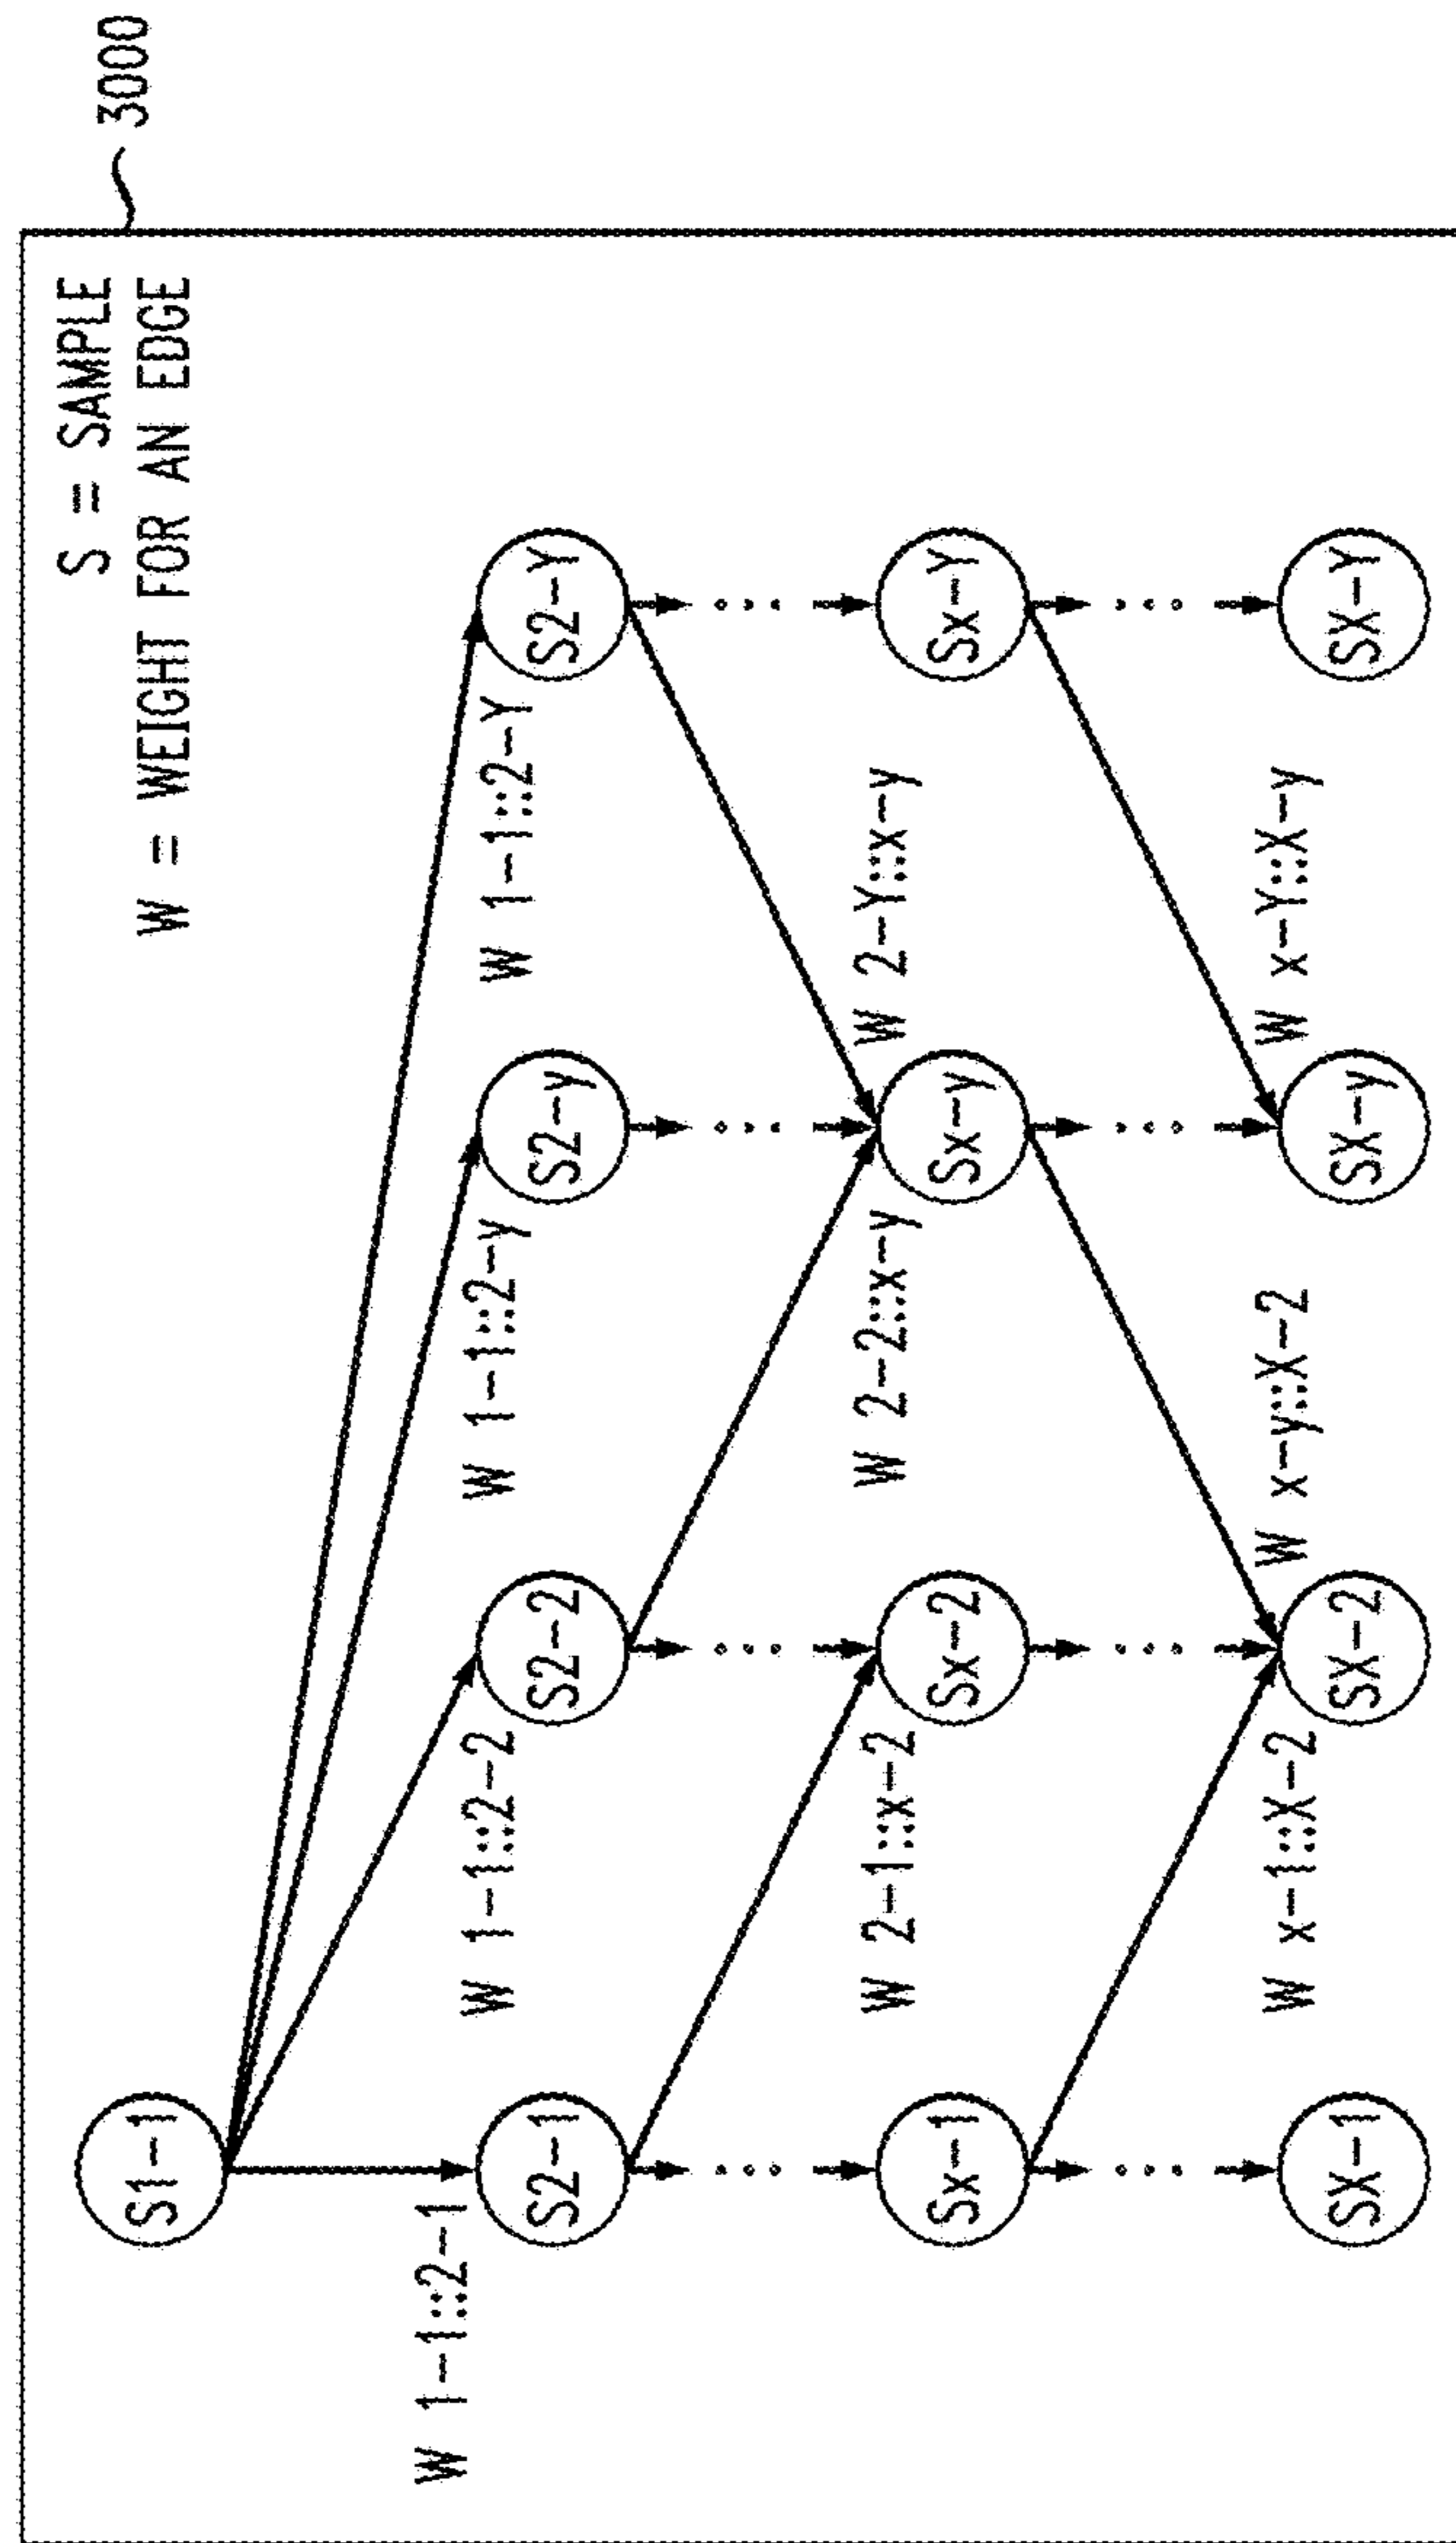 3000
S = SAMPLE
W = WEIGHT FOR AN EDGE
S1-1
W 1-1::2-1
W 1-1::2-2
W 1-1::2-y
W 1-1::2-Y
S2-1
S2-2
S2-y
S2-Y
W 2-1::x-2
W 2-2::x-y
W 2-Y::x-y
Sx-1
Sx-2
Sx-y
Sx-Y
W x-1::X-2
W x-y::X-2
W x-Y::X-y
SX-1
SX-2
SX-y
SX-Y